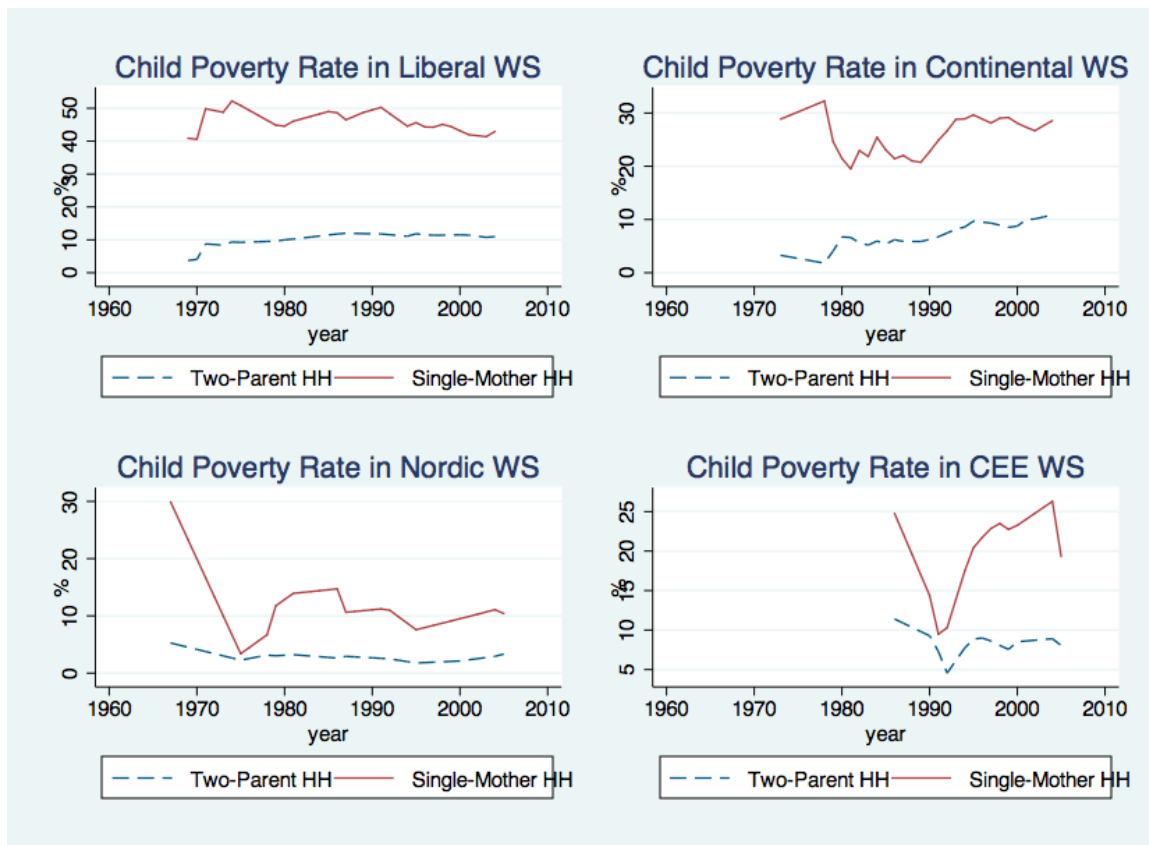 Child Poverty Rate in Liberal WS
%
50
40
30
20
10
0
1960 1970 1980 1990 2000 2010
year
Two-Parent HH Single-Mother HH
Child Poverty Rate in Continental WS
%
30
20
10
0
1960 1970 1980 1990 2000 2010
year
Two-Parent HH Single-Mother HH
Child Poverty Rate in Nordic WS
%
30
20
10
0
1960 1970 1980 1990 2000 2010
year
Two-Parent HH Single-Mother HH
Child Poverty Rate in CEE WS
%
25
20
15
10
5
1960 1970 1980 1990 2000 2010
year
Two-Parent HH Single-Mother HH